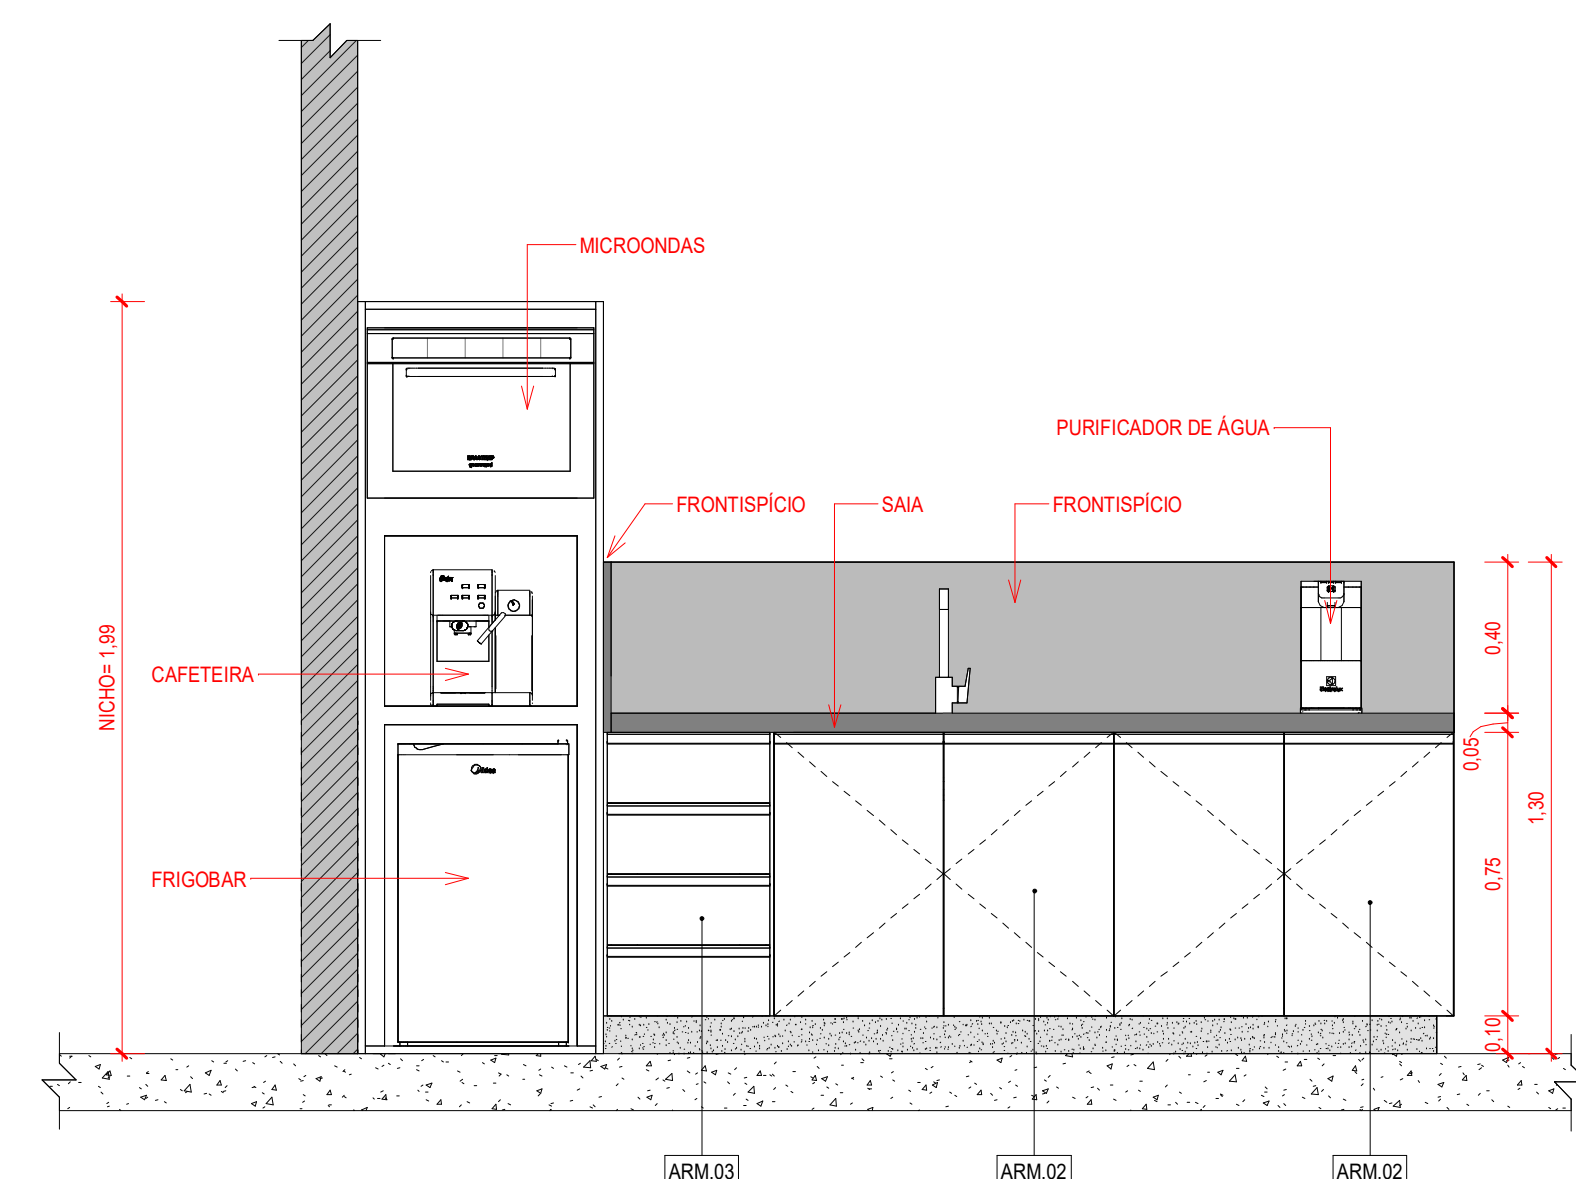 MICROONDAS
PURIFICADOR DE ÁGUA
FRONTISPÍCIO
SAIA
FRONTISPÍCIO
NICHO= 1,99
CAFETEIRA
FRIGOBAR
0,40
0,05
1,30
0,75
0,10
ARM.03
ARM.02
ARM.02